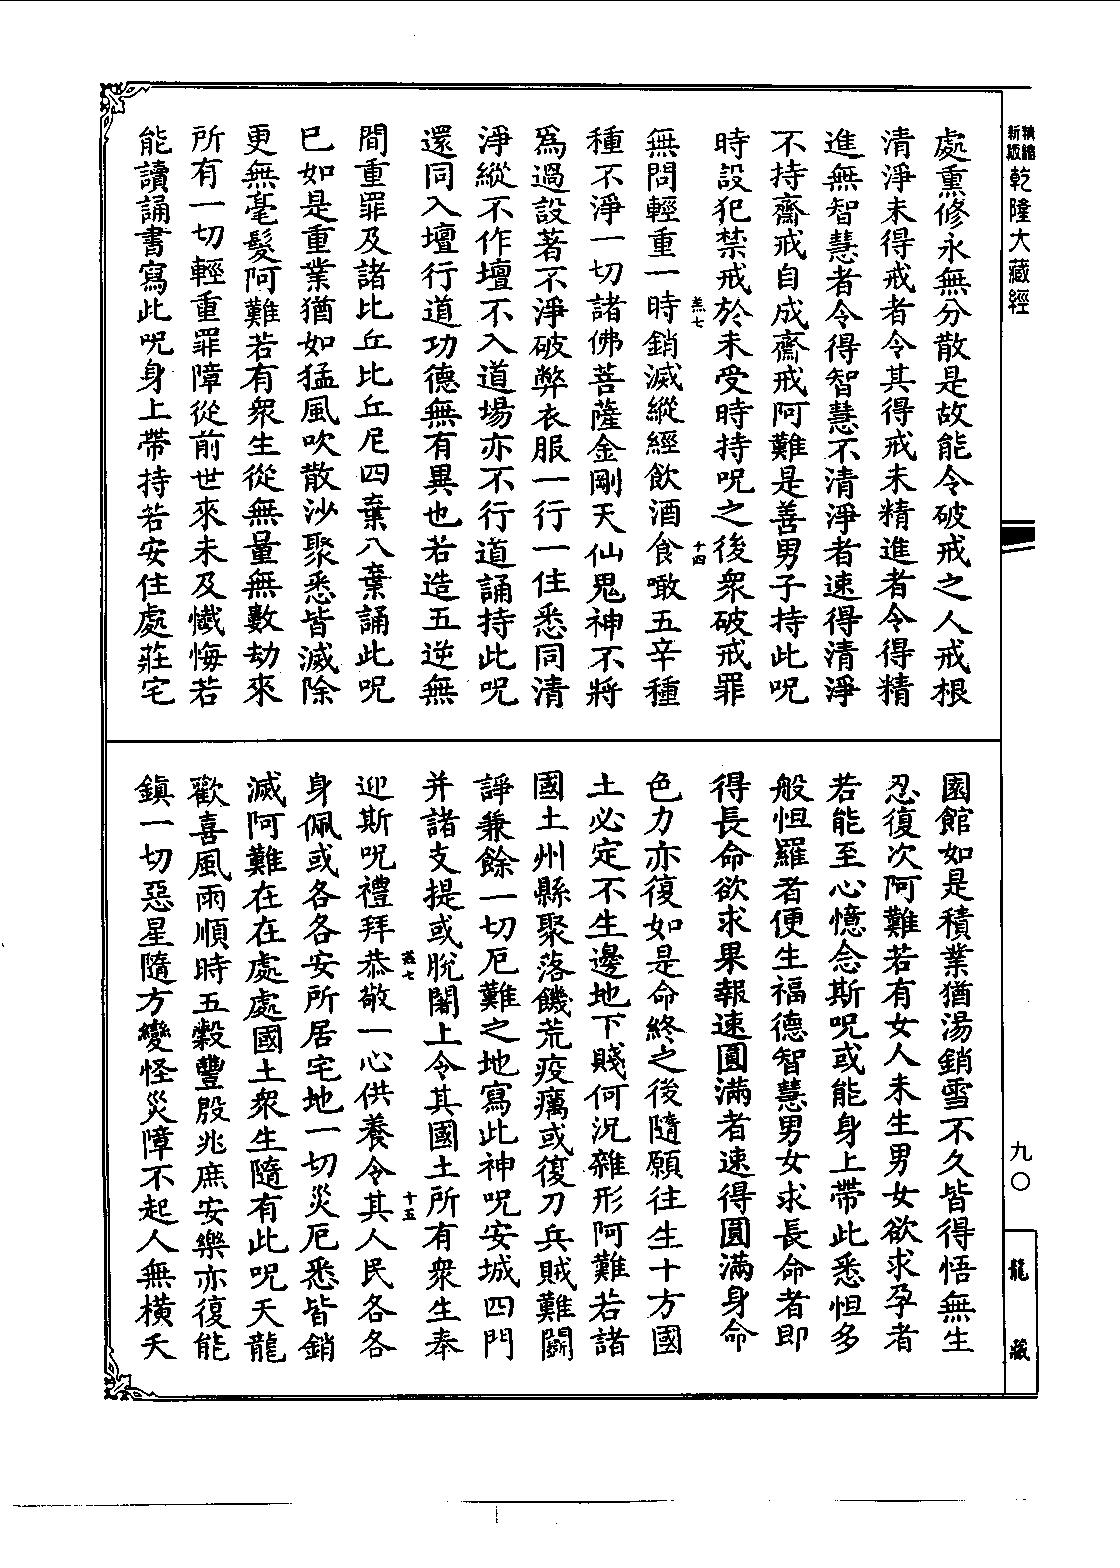 新版
精縮
乾隆大藏經
處熏修永無分散是故能令破戒之人戒根
清淨未得戒者令其得戒未精進者令得精
進無智慧者令得智慧不清淨者速得清淨
不持齋戒自成齋戒阿難是善男子持此呪
時設犯禁戒於未受時持呪之後眾破戒罪
羔七
十四
無問輕重一時銷滅縱經飲酒食噉五辛種
種不淨一切諸佛菩薩金剛天仙鬼神不將
為過設著不淨破弊衣服一行一住悉同清
淨縱不作壇不入道場亦不行道誦持此呪
還同入壇行道功德無有異也若造五逆無
間重罪及諸比丘比丘尼四棄八棄誦此呪
已如是重業猶如猛風吹散沙聚悉皆滅除
更無毫髮阿難若有眾生從無量無數劫來
所有一切輕重罪障從前世來未及懺悔若
能讀誦書寫此呪身上帶持若安住處莊宅
園館如是積業猶湯銷雪不久皆得悟無生
忍復次阿難若有女人未生男女欲求孕者
若能至心憶念斯呪或能身上帶此悉怛多
般怛羅者便生福德智慧男女求長命者即
得長命欲求果報速圓滿者速得圓滿身命
色力亦復如是命終之後隨願往生十方國
土必定不生邊地下賤何況雜形阿難若諸
國土州縣聚落饑荒疫癘或復刀兵賊難鬬
諍兼餘一切厄難之地寫此神呪安城四門
并諸支提或脫闍上令其國土所有眾生奉
羔七
十五
迎斯呪禮拜恭敬一心供養令其人民各各
身佩或各各安所居宅地一切災厄悉皆銷
滅阿難在在處處國土眾生隨有此呪天龍
歡喜風雨順時五穀豐殷兆庶安樂亦復能
鎮一切惡星隨方變怪災障不起人無橫夭
九〇
龍藏